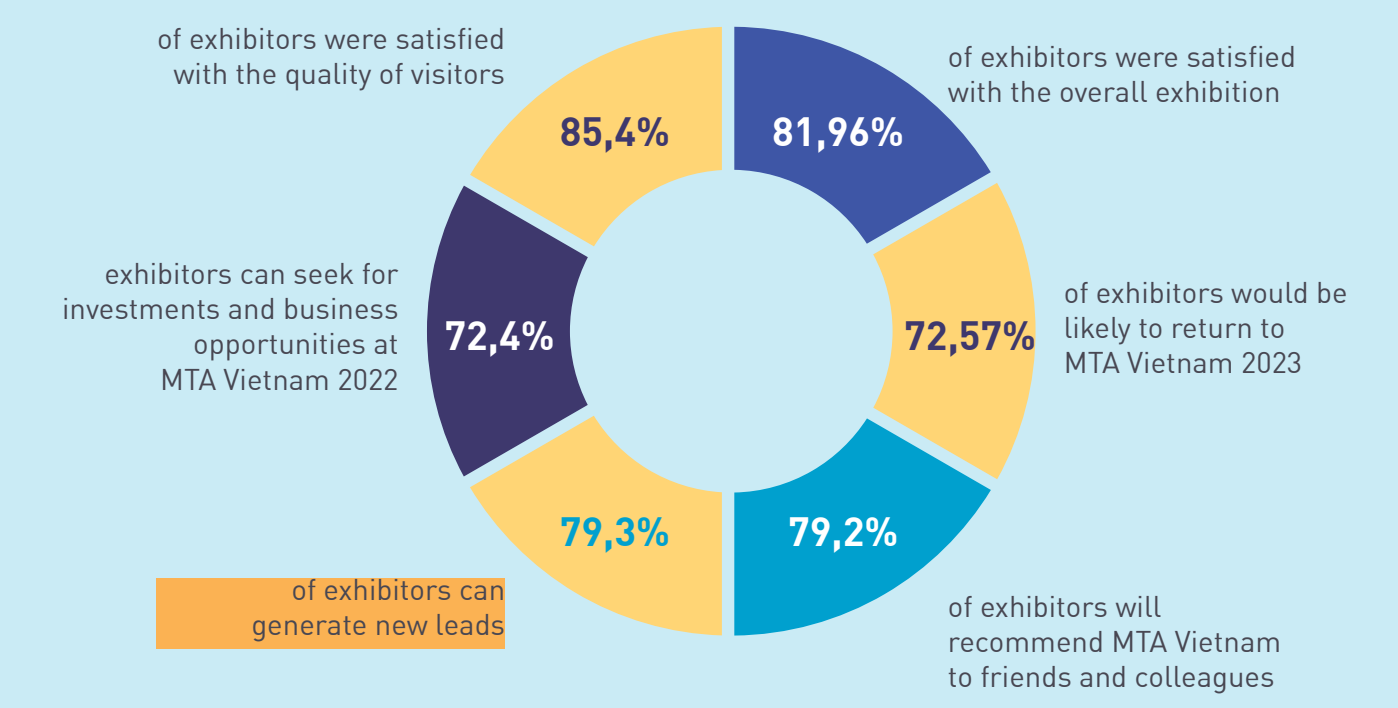 of exhibitors were satisfied
with the quality of visitors
85,4%
of exhibitors were satisfied
with the overall exhibition
81,96%
exhibitors can seek for
investments and business
opportunities at
MTA Vietnam 2022
72,4%
of exhibitors would be
likely to return to
MTA Vietnam 2023
72,57%
of exhibitors can
generate new leads
79,3%
of exhibitors will
recommend MTA Vietnam
to friends and colleagues
79,2%